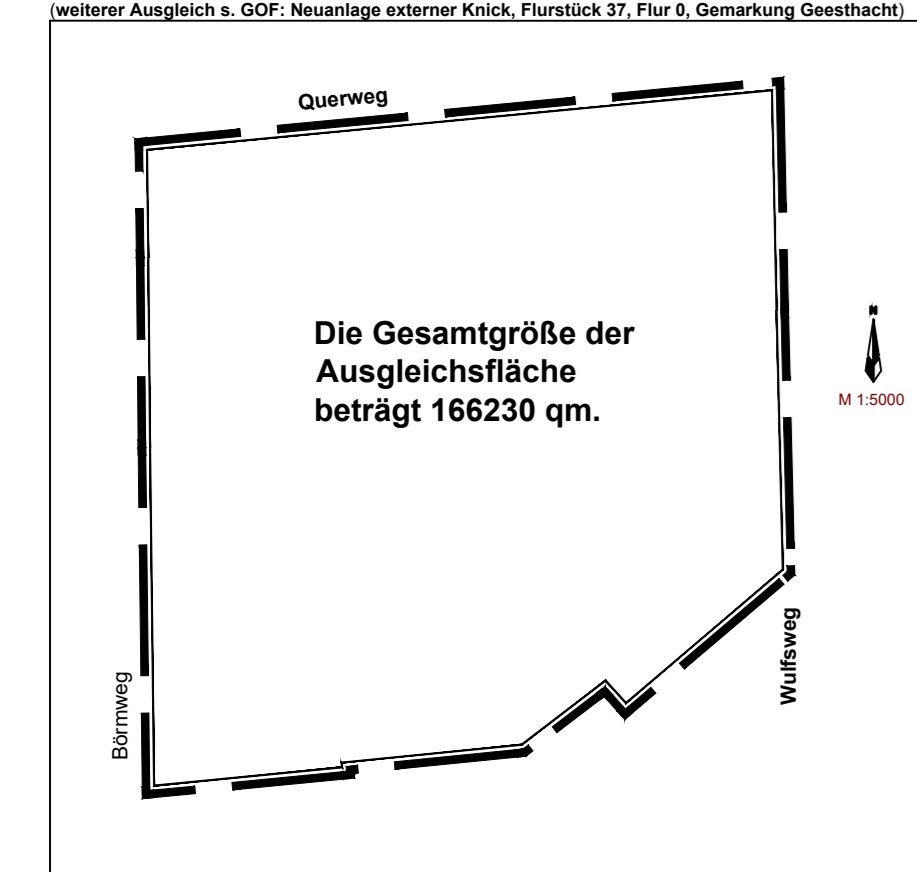 (weiterer Ausgleich s. GOF: Neuanlage externer Knick, Flurstück 37, Flur 0, Gemarkung Geesthacht)
Querweg
Die Gesamtgröße der
Ausgleichsfläche
beträgt 166230 qm.
N
M 1:5000
Wulfsweg
Börmweg